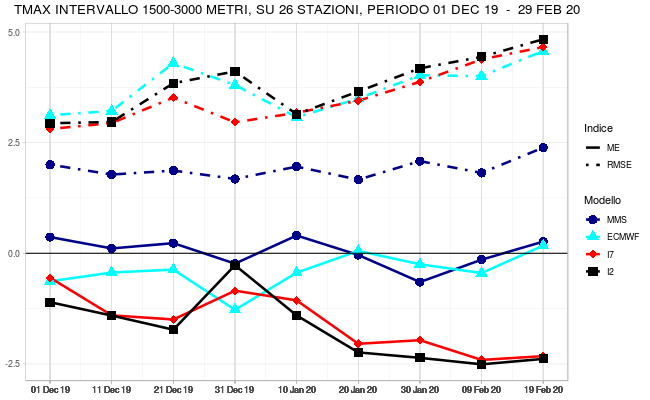 TMAX INTERVALLO 1500-3000 METRI, SU 26 STAZIONI, PERIODO 01 DEC 19 - 29 FEB 20
5.0
2.5
0.0
-2.5
01 Dec 19 11 Dec 19 21 Dec 19 31 Dec 19 10 Jan 20 20 Jan 20 30 Jan 20 09 Feb 20 19 Feb 20
Indice
ME
RMSE
Modello
MMS
ECMWF
I7
I2